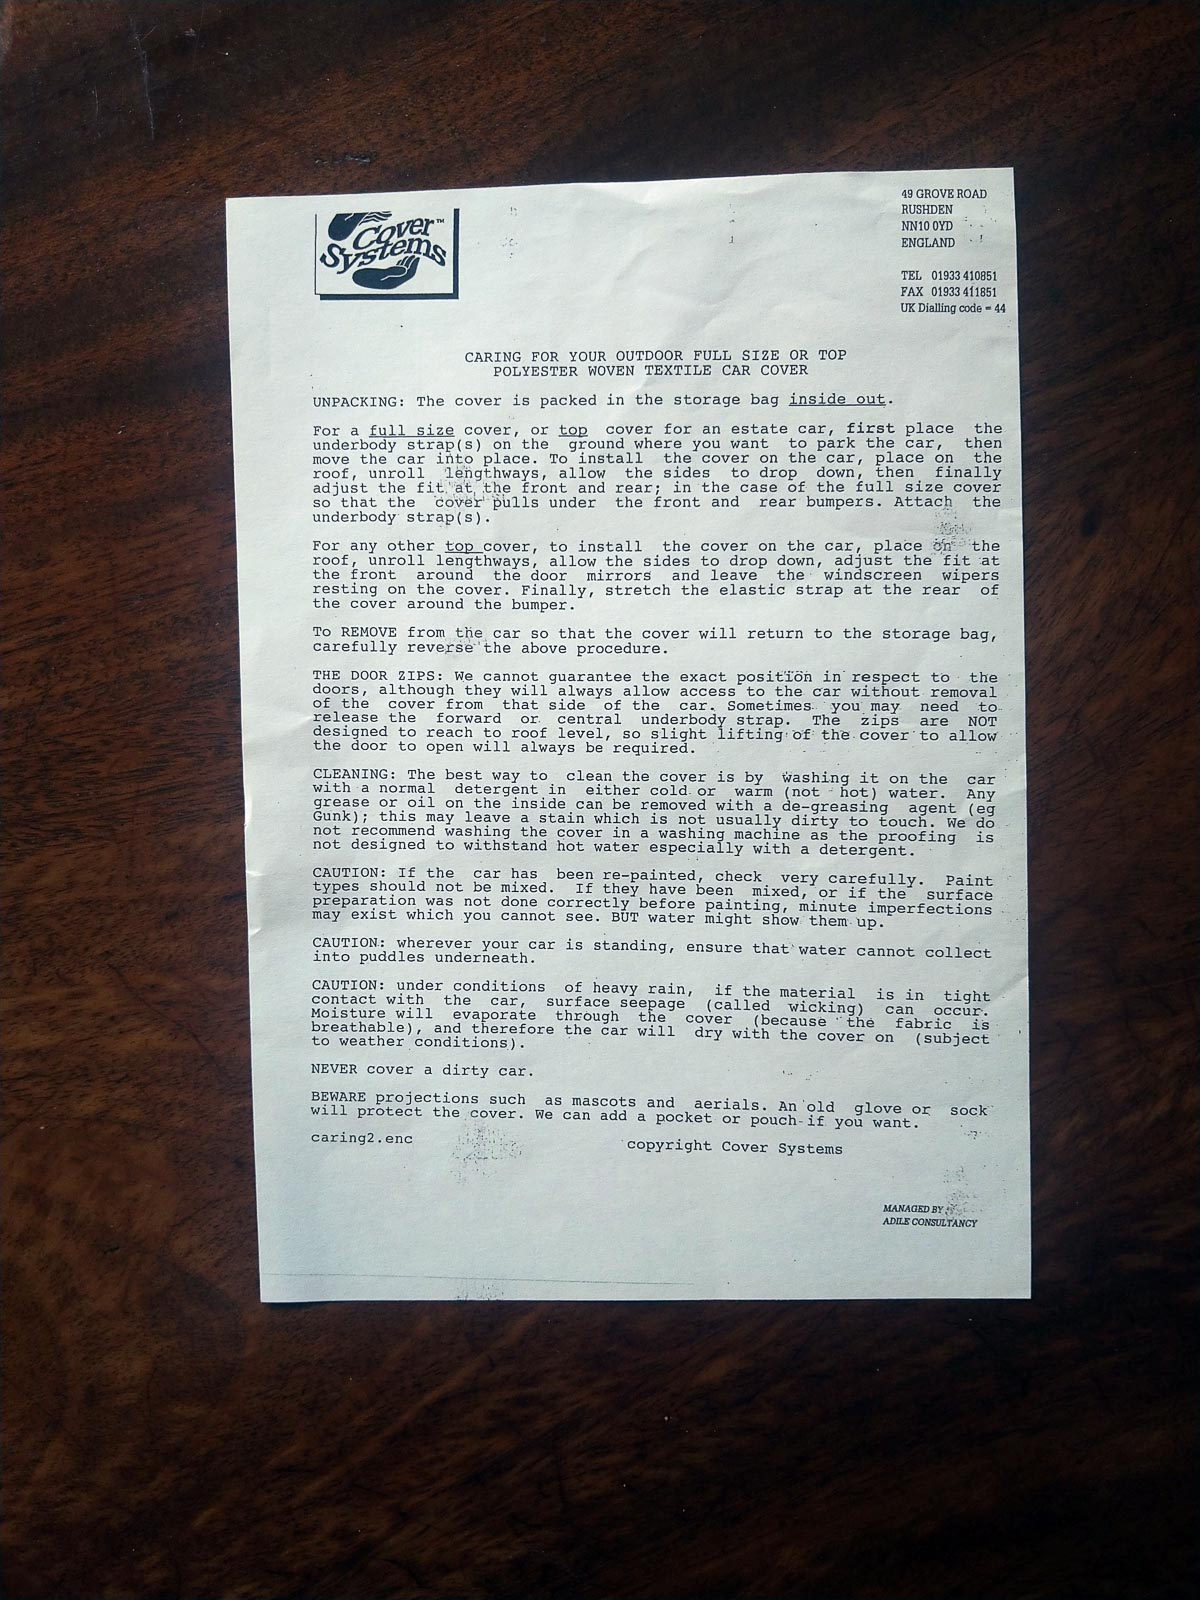 Cover™
Systems
49 GROVE ROAD
RUSHDEN
NN10 0YD
ENGLAND
TEL 01933 410851
FAX 01933 411851
UK Dialling code = 44
CARING FOR YOUR OUTDOOR FULL SIZE OR TOP
POLYESTER WOVEN TEXTILE CAR COVER
UNPACKING: The cover is packed in the storage bag inside out.
For a full size cover, or top cover for an estate car, first place the
underbody strap(s) on the ground where you want to park the car, then
move the car into place. To install the cover on the car, place on the
roof, unroll lengthways, allow the sides to drop down, then finally
adjust the fit at the front and rear; in the case of the full size cover
so that the cover pulls under the front and rear bumpers. Attach the
underbody strap(s).
For any other top cover, to install the cover on the car, place on the
roof, unroll lengthways, allow the sides to drop down, adjust the fit at
the front around the door mirrors and leave the windscreen wipers
resting on the cover. Finally, stretch the elastic strap at the rear of
the cover around the bumper.
To REMOVE from the car so that the cover will return to the storage bag,
carefully reverse the above procedure.
THE DOOR ZIPS: We cannot guarantee the exact position in respect to the
doors, although they will always allow access to the car without removal
of the cover from that side of the car. Sometimes you may need to
release the forward or central underbody strap. The zips are NOT
designed to reach to roof level, so slight lifting of the cover to allow
the door to open will always be required.
CLEANING: The best way to clean the cover is by washing it on the car
with a normal detergent in either cold or warm (not hot) water. Any
grease or oil on the inside can be removed with a de-greasing agent (eg
Gunk); this may leave a stain which is not usually dirty to touch. We do
not recommend washing the cover in a washing machine as the proofing is
not designed to withstand hot water especially with a detergent.
CAUTION: If the car has been re-painted, check very carefully. Paint
types should not be mixed. If they have been mixed, or if the surface
preparation was not done correctly before painting, minute imperfections
may exist which you cannot see. BUT water might show them up.
CAUTION: wherever your car is standing, ensure that water cannot collect
into puddles underneath.
CAUTION: under conditions of heavy rain, if the material is in tight
contact with the car, surface seepage (called wicking) can occur.
Moisture will evaporate through the cover (because the fabric is
breathable), and therefore the car will dry with the cover on (subject
to weather conditions).
NEVER cover a dirty car.
BEWARE projections such as mascots and aerials. An old glove or sock
will protect the cover. We can add a pocket or pouch if you want.
caring2.enc
copyright Cover Systems
MANAGED BY
ADILE CONSULTANCY